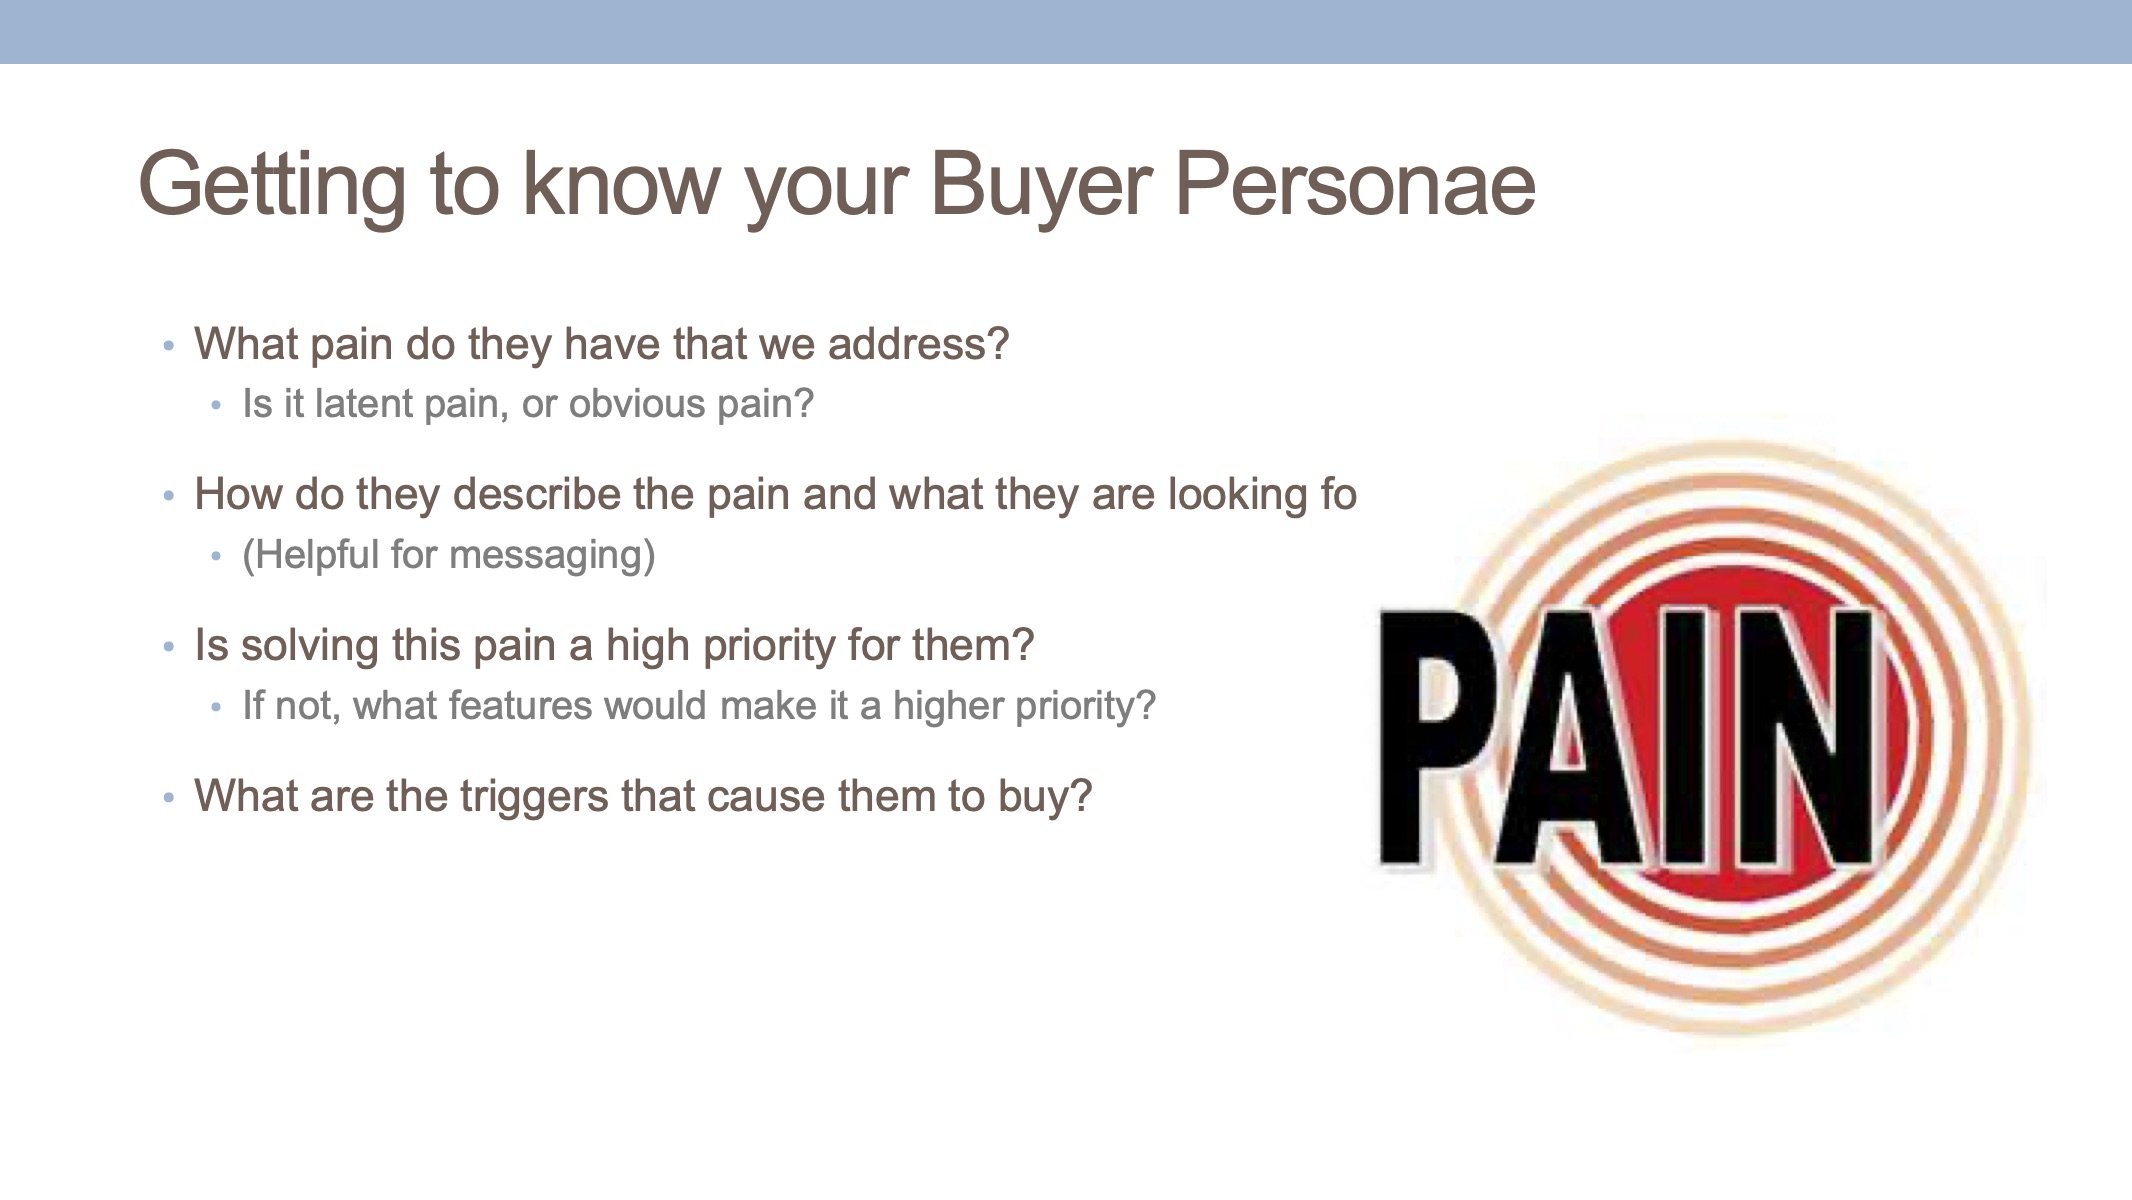 Getting to know your Buyer Personae
• What pain do they have that we address?
• Is it latent pain, or obvious pain?
• How do they describe the pain and what they are looking fo
• (Helpful for messaging)
• Is solving this pain a high priority for them?
• If not, what features would make it a higher priority?
• What are the triggers that cause them to buy?
PAIN